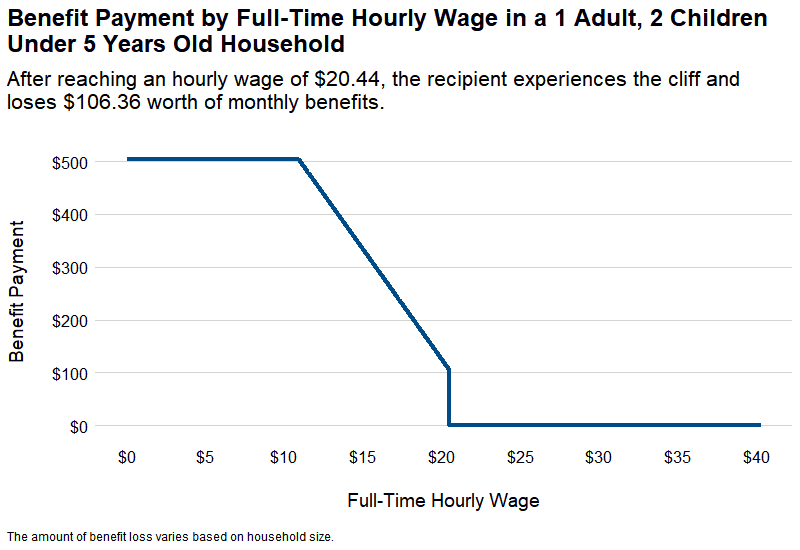 Benefit Payment by Full-Time Hourly Wage in a 1 Adult, 2 Children
Under 5 Years Old Household
After reaching an hourly wage of $20.44, the recipient experiences the cliff and
loses $106.36 worth of monthly benefits.
Benefit Payment
$500
$400
$300
$200
$100
$0
$0 $5 $10 $15 $20 $25 $30 $35 $40
Full-Time Hourly Wage
The amount of benefit loss varies based on household size.